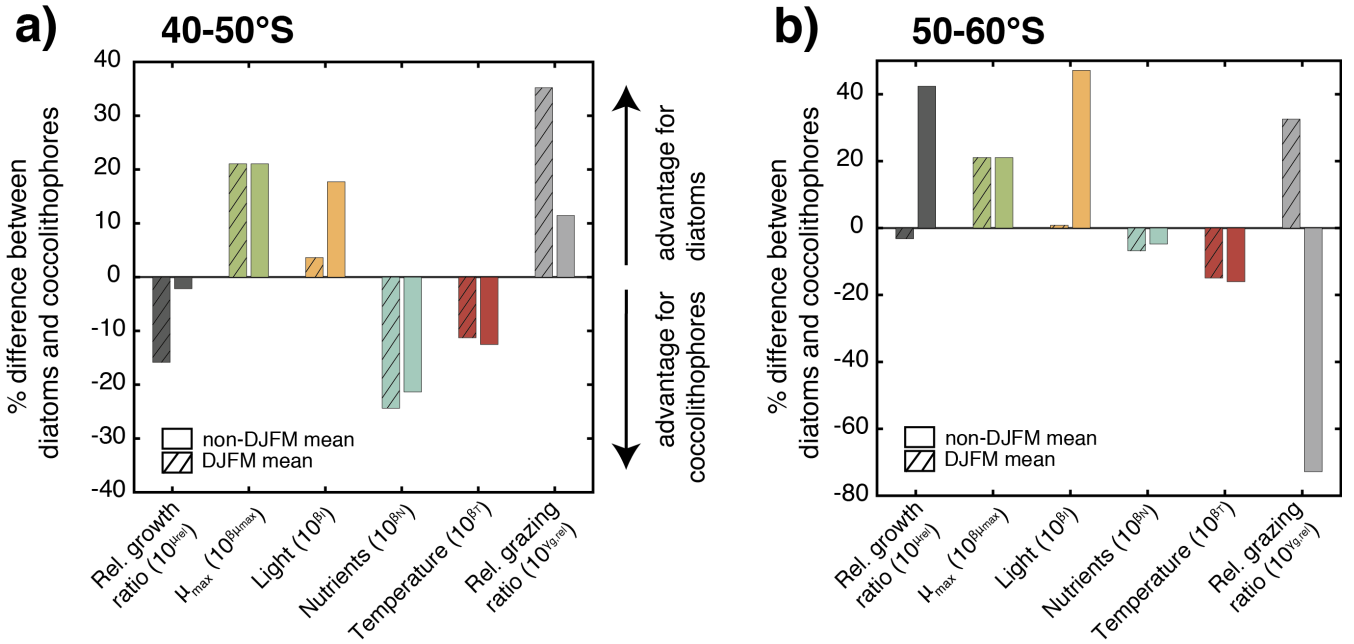 a)
40-50°S
% difference between
diatoms and coccolithophores
40
30
20
10
0
-10
-20
-30
-40
non-DJFM mean
DJFM mean
Rel. growth
ratio (10^μrel)
μmax (10^βμmax)
Light (10^βI)
Nutrients (10^βN)
Temperature (10^βT)
Rel. grazing
ratio (10^γg,rel)
advantage for
diatoms
advantage for
coccolithophores
b)
50-60°S
% difference between
diatoms and coccolithophores
40
20
0
-20
-40
-60
-80
non-DJFM mean
DJFM mean
Rel. growth
ratio (10^μrel)
μmax (10^βμmax)
Light (10^βI)
Nutrients (10^βN)
Temperature (10^βT)
Rel. grazing
ratio (10^γg,rel)